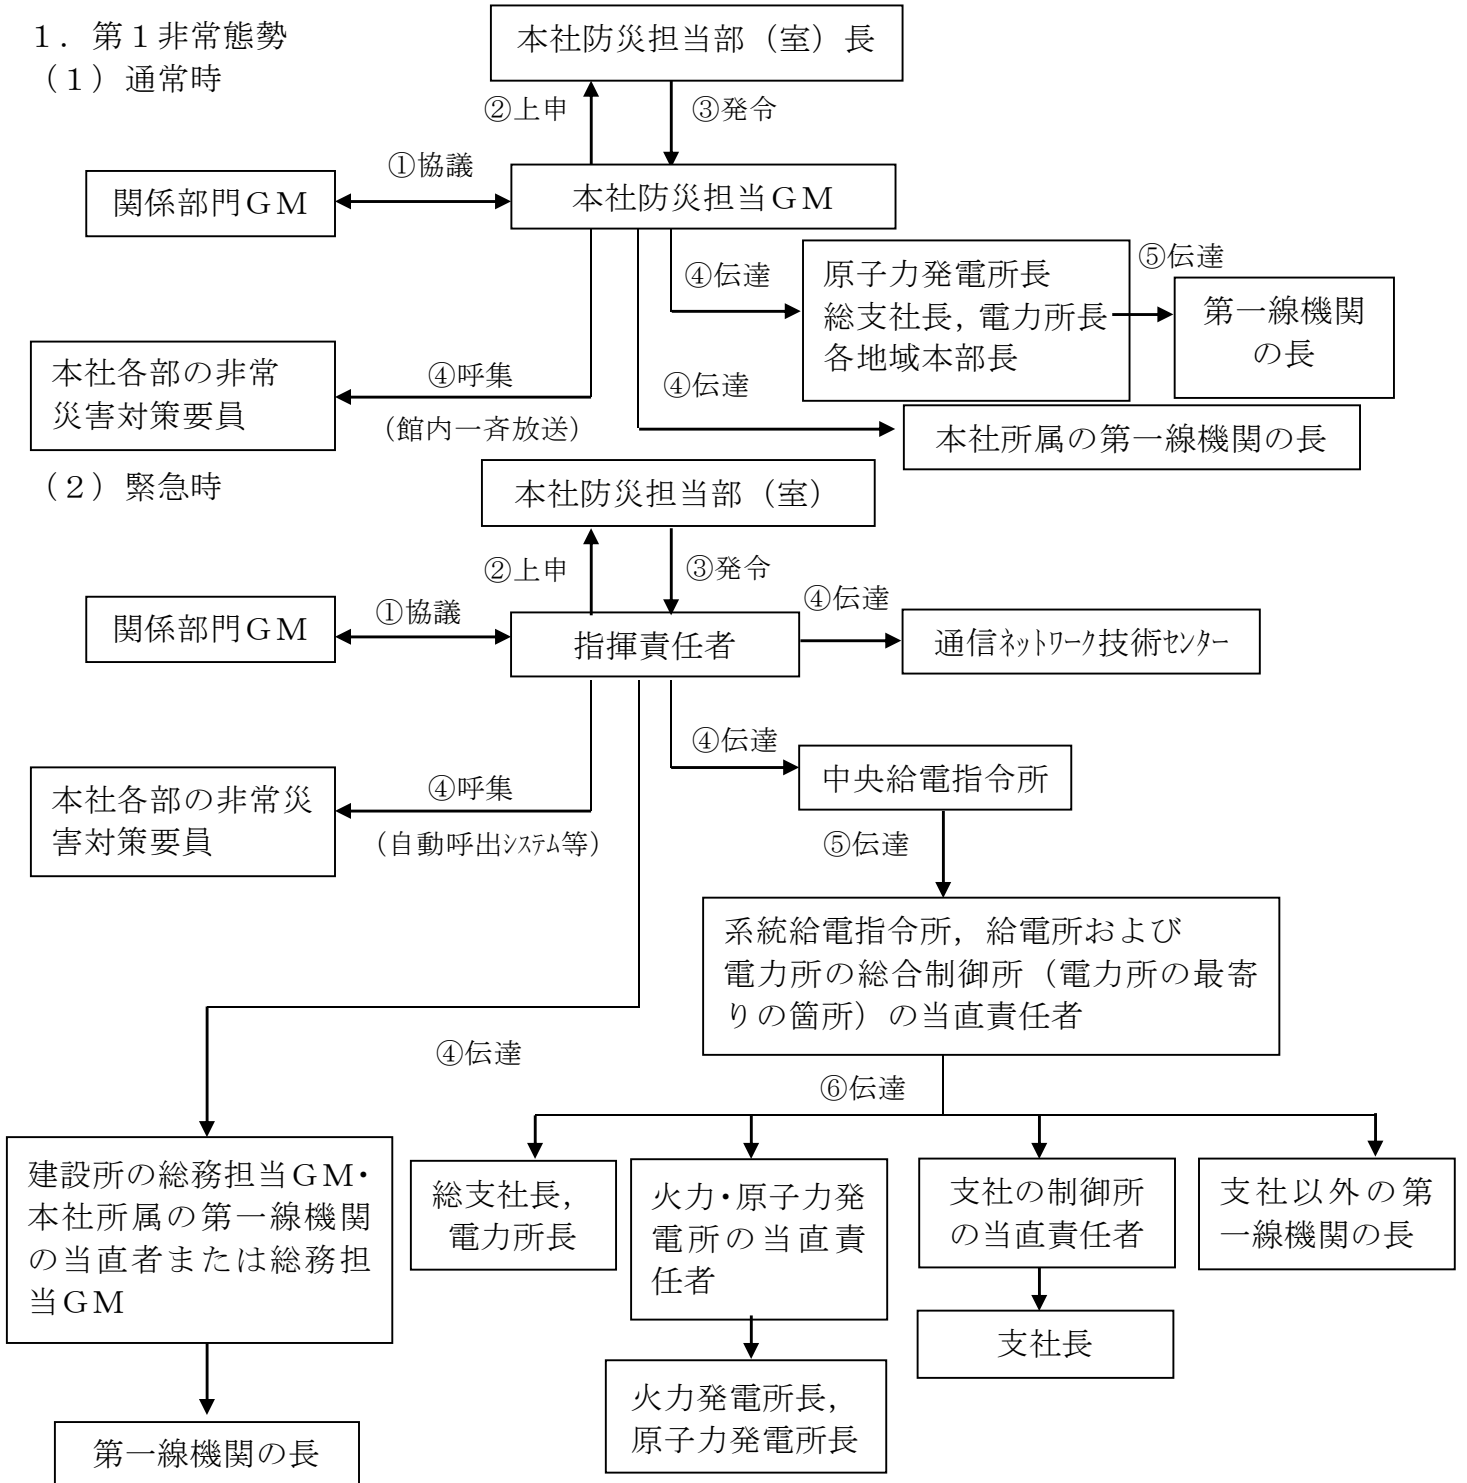 １．第１非常態勢
（１）通常時
本社防災担当部（室）長
②上申
③発令
①協議
関係部門ＧＭ
本社防災担当ＧＭ
④伝達
原子力発電所長
総支社長，電力所長
各地域本部長
⑤伝達
第一線機関
の長
本社各部の非常
災害対策要員
④呼集
（館内一斉放送）
④伝達
本社所属の第一線機関の長
（２）緊急時
本社防災担当部（室）
②上申
③発令
①協議
関係部門ＧＭ
指揮責任者
④伝達
通信ﾈｯﾄﾜｰｸ技術ｾﾝﾀｰ
④伝達
中央給電指令所
本社各部の非常災
害対策要員
④呼集
（自動呼出ｼｽﾃﾑ等）
⑤伝達
系統給電指令所，給電所および
電力所の総合制御所（電力所の最寄
りの箇所）の当直責任者
④伝達
⑥伝達
建設所の総務担当ＧＭ・
本社所属の第一線機関
の当直者または総務担
当ＧＭ
総支社長，
電力所長
火力・原子力発
電所の当直責
任者
支社の制御所
の当直責任者
支社以外の第
一線機関の長
支社長
火力発電所長，
原子力発電所長
第一線機関の長